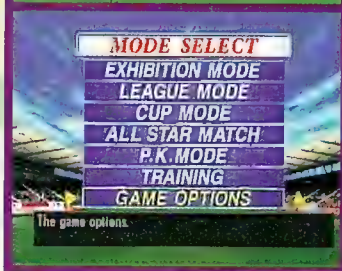 MODE SELECT
EXHIBITION MODE
LEAGUE MODE
CUP MODE
ALL STAR MATCH
P.K.MODE
TRAINING
GAME OPTIONS
The game options.